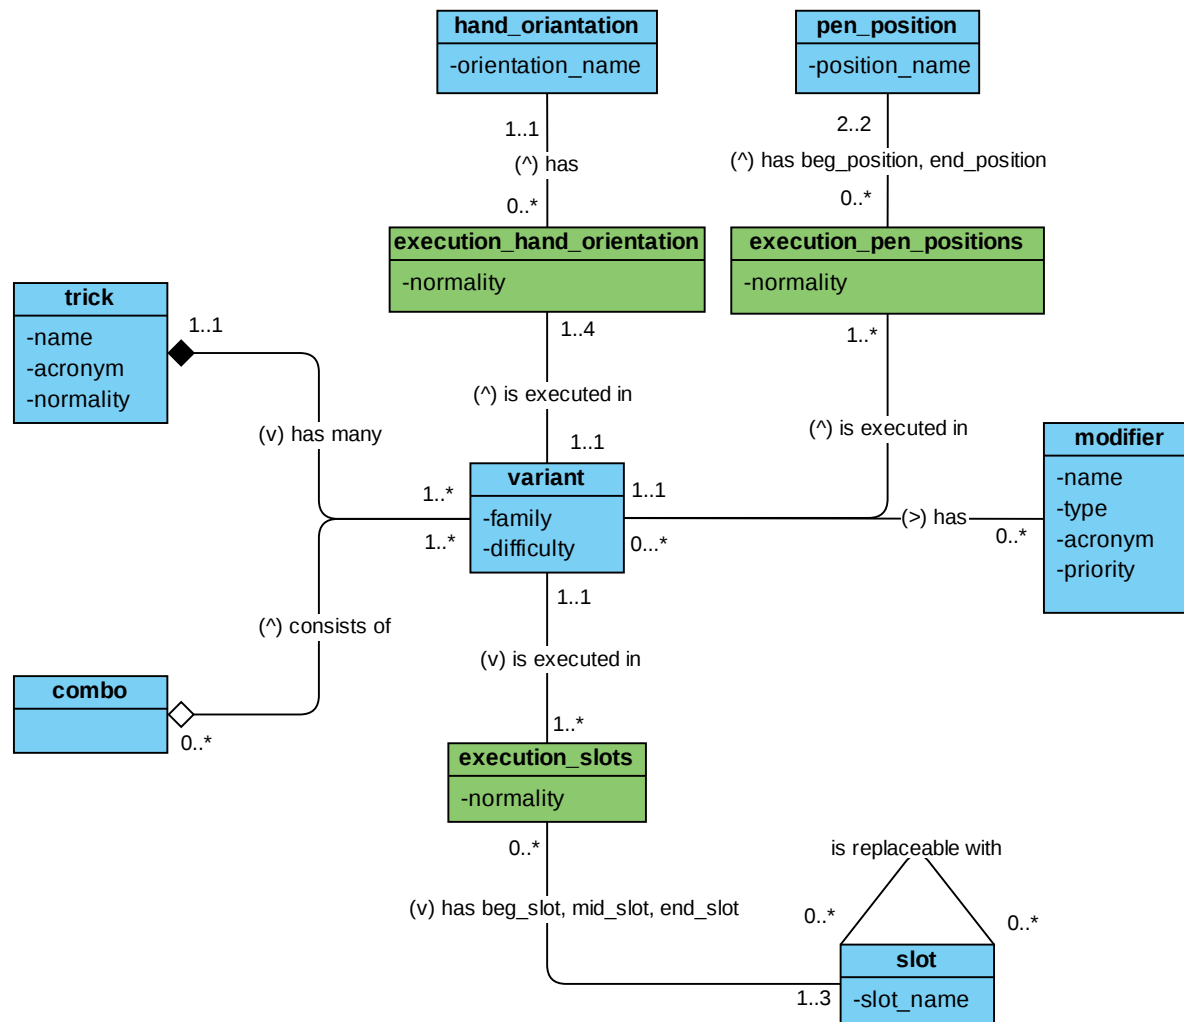 hand_oriantation
-orientation_name
pen_position
-position_name
1..1
(^) has
0..*
2..2
(^) has beg_position, end_position
0..*
execution_hand_orientation
-normality
execution_pen_positions
-normality
trick
-name
-acronym
-normality
1..1
1..4
1..*
(^) is executed in
(v) has many
(^) is executed in
1..1
variant
-family
-difficulty
1..*
1..*
1..1
0...*
(>) has
0..*
modifier
-name
-type
-acronym
-priority
1..1
(^) consists of
(v) is executed in
combo
0..*
1..*
execution_slots
-normality
0..*
is replaceable with
(v) has beg_slot, mid_slot, end_slot
0..*
0..*
1..3
slot
-slot_name